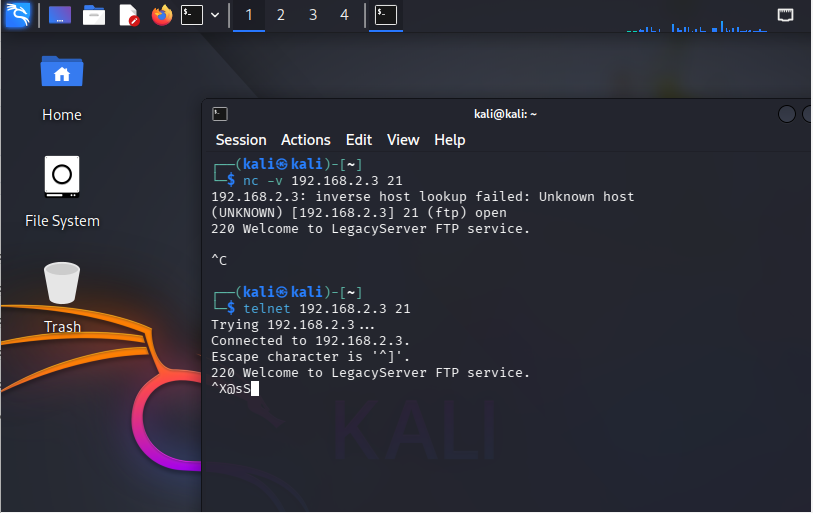 1 2 3 4
Home
File System
Trash
kali@kali: ~
Session Actions Edit View Help
┌──(kali㉿kali)-[~]
└─$ nc -v 192.168.2.3 21
192.168.2.3: inverse host lookup failed: Unknown host
(UNKNOWN) [192.168.2.3] 21 (ftp) open
220 Welcome to LegacyServer FTP service.
^C
┌──(kali㉿kali)-[~]
└─$ telnet 192.168.2.3 21
Trying 192.168.2.3...
Connected to 192.168.2.3.
Escape character is '^]'.
220 Welcome to LegacyServer FTP service.
^X@sS
KALI